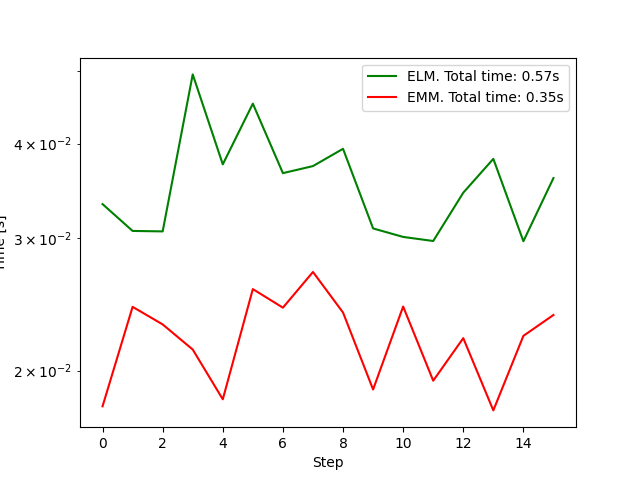 ELM. Total time: 0.57s
EMM. Total time: 0.35s
4 × 10⁻²
3 × 10⁻²
2 × 10⁻²
Time [s]
0 2 4 6 8 10 12 14
Step